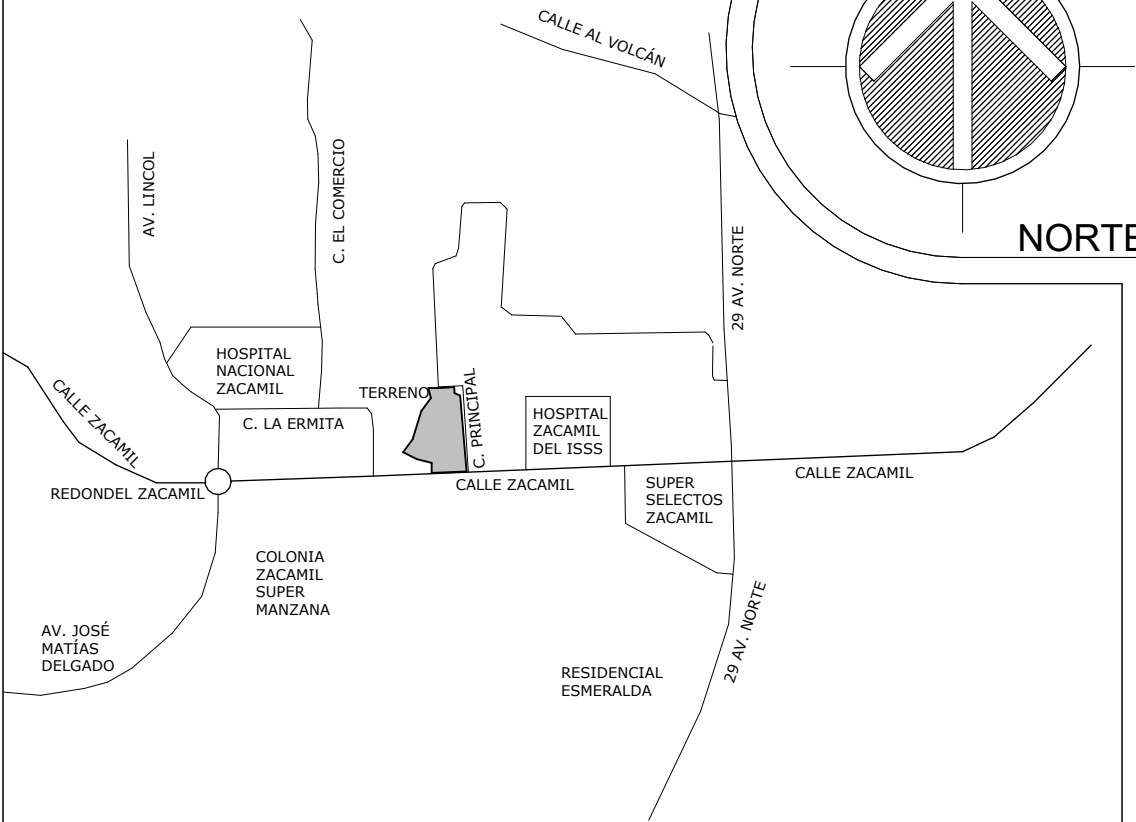 CALLE AL VOLCÁN
AV. LINCOL
C. EL COMERCIO
29 AV. NORTE
NORTE
HOSPITAL
NACIONAL
ZACAMIL
TERRENO
C. PRINCIPAL
CALLE ZACAMIL
C. LA ERMITA
HOSPITAL
ZACAMIL
DEL ISSS
REDONDEL ZACAMIL
CALLE ZACAMIL
SUPER
SELECTOS
ZACAMIL
CALLE ZACAMIL
COLONIA
ZACAMIL
SUPER
MANZANA
AV. JOSÉ
MATÍAS
DELGADO
RESIDENCIAL
ESMERALDA
29 AV. NORTE